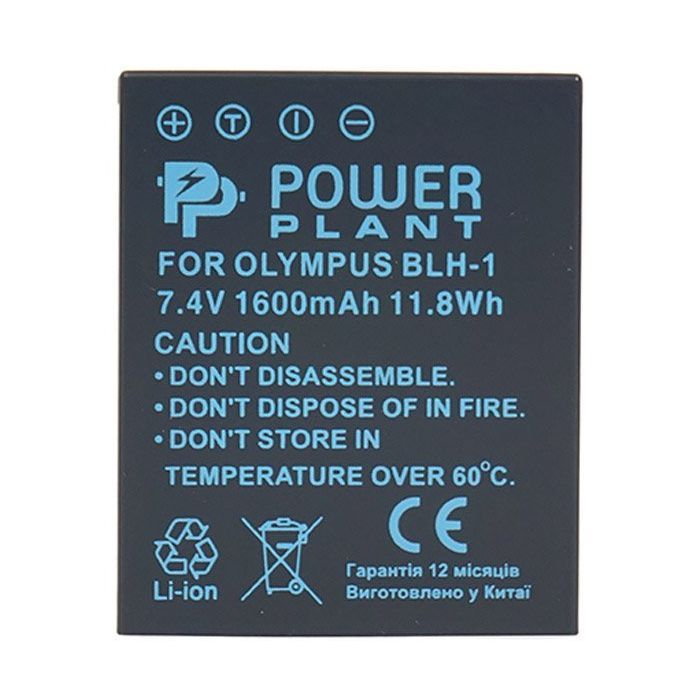 + T I −
PP POWER
PLANT
FOR OLYMPUS BLH-1
7.4V 1600mAh 11.8Wh
CAUTION
• DON'T DISASSEMBLE.
• DON'T DISPOSE OF IN FIRE.
• DON'T STORE IN
TEMPERATURE OVER 60°C.
CE
Li-ion
Гарантія 12 місяців
Виготовлено у Китаї